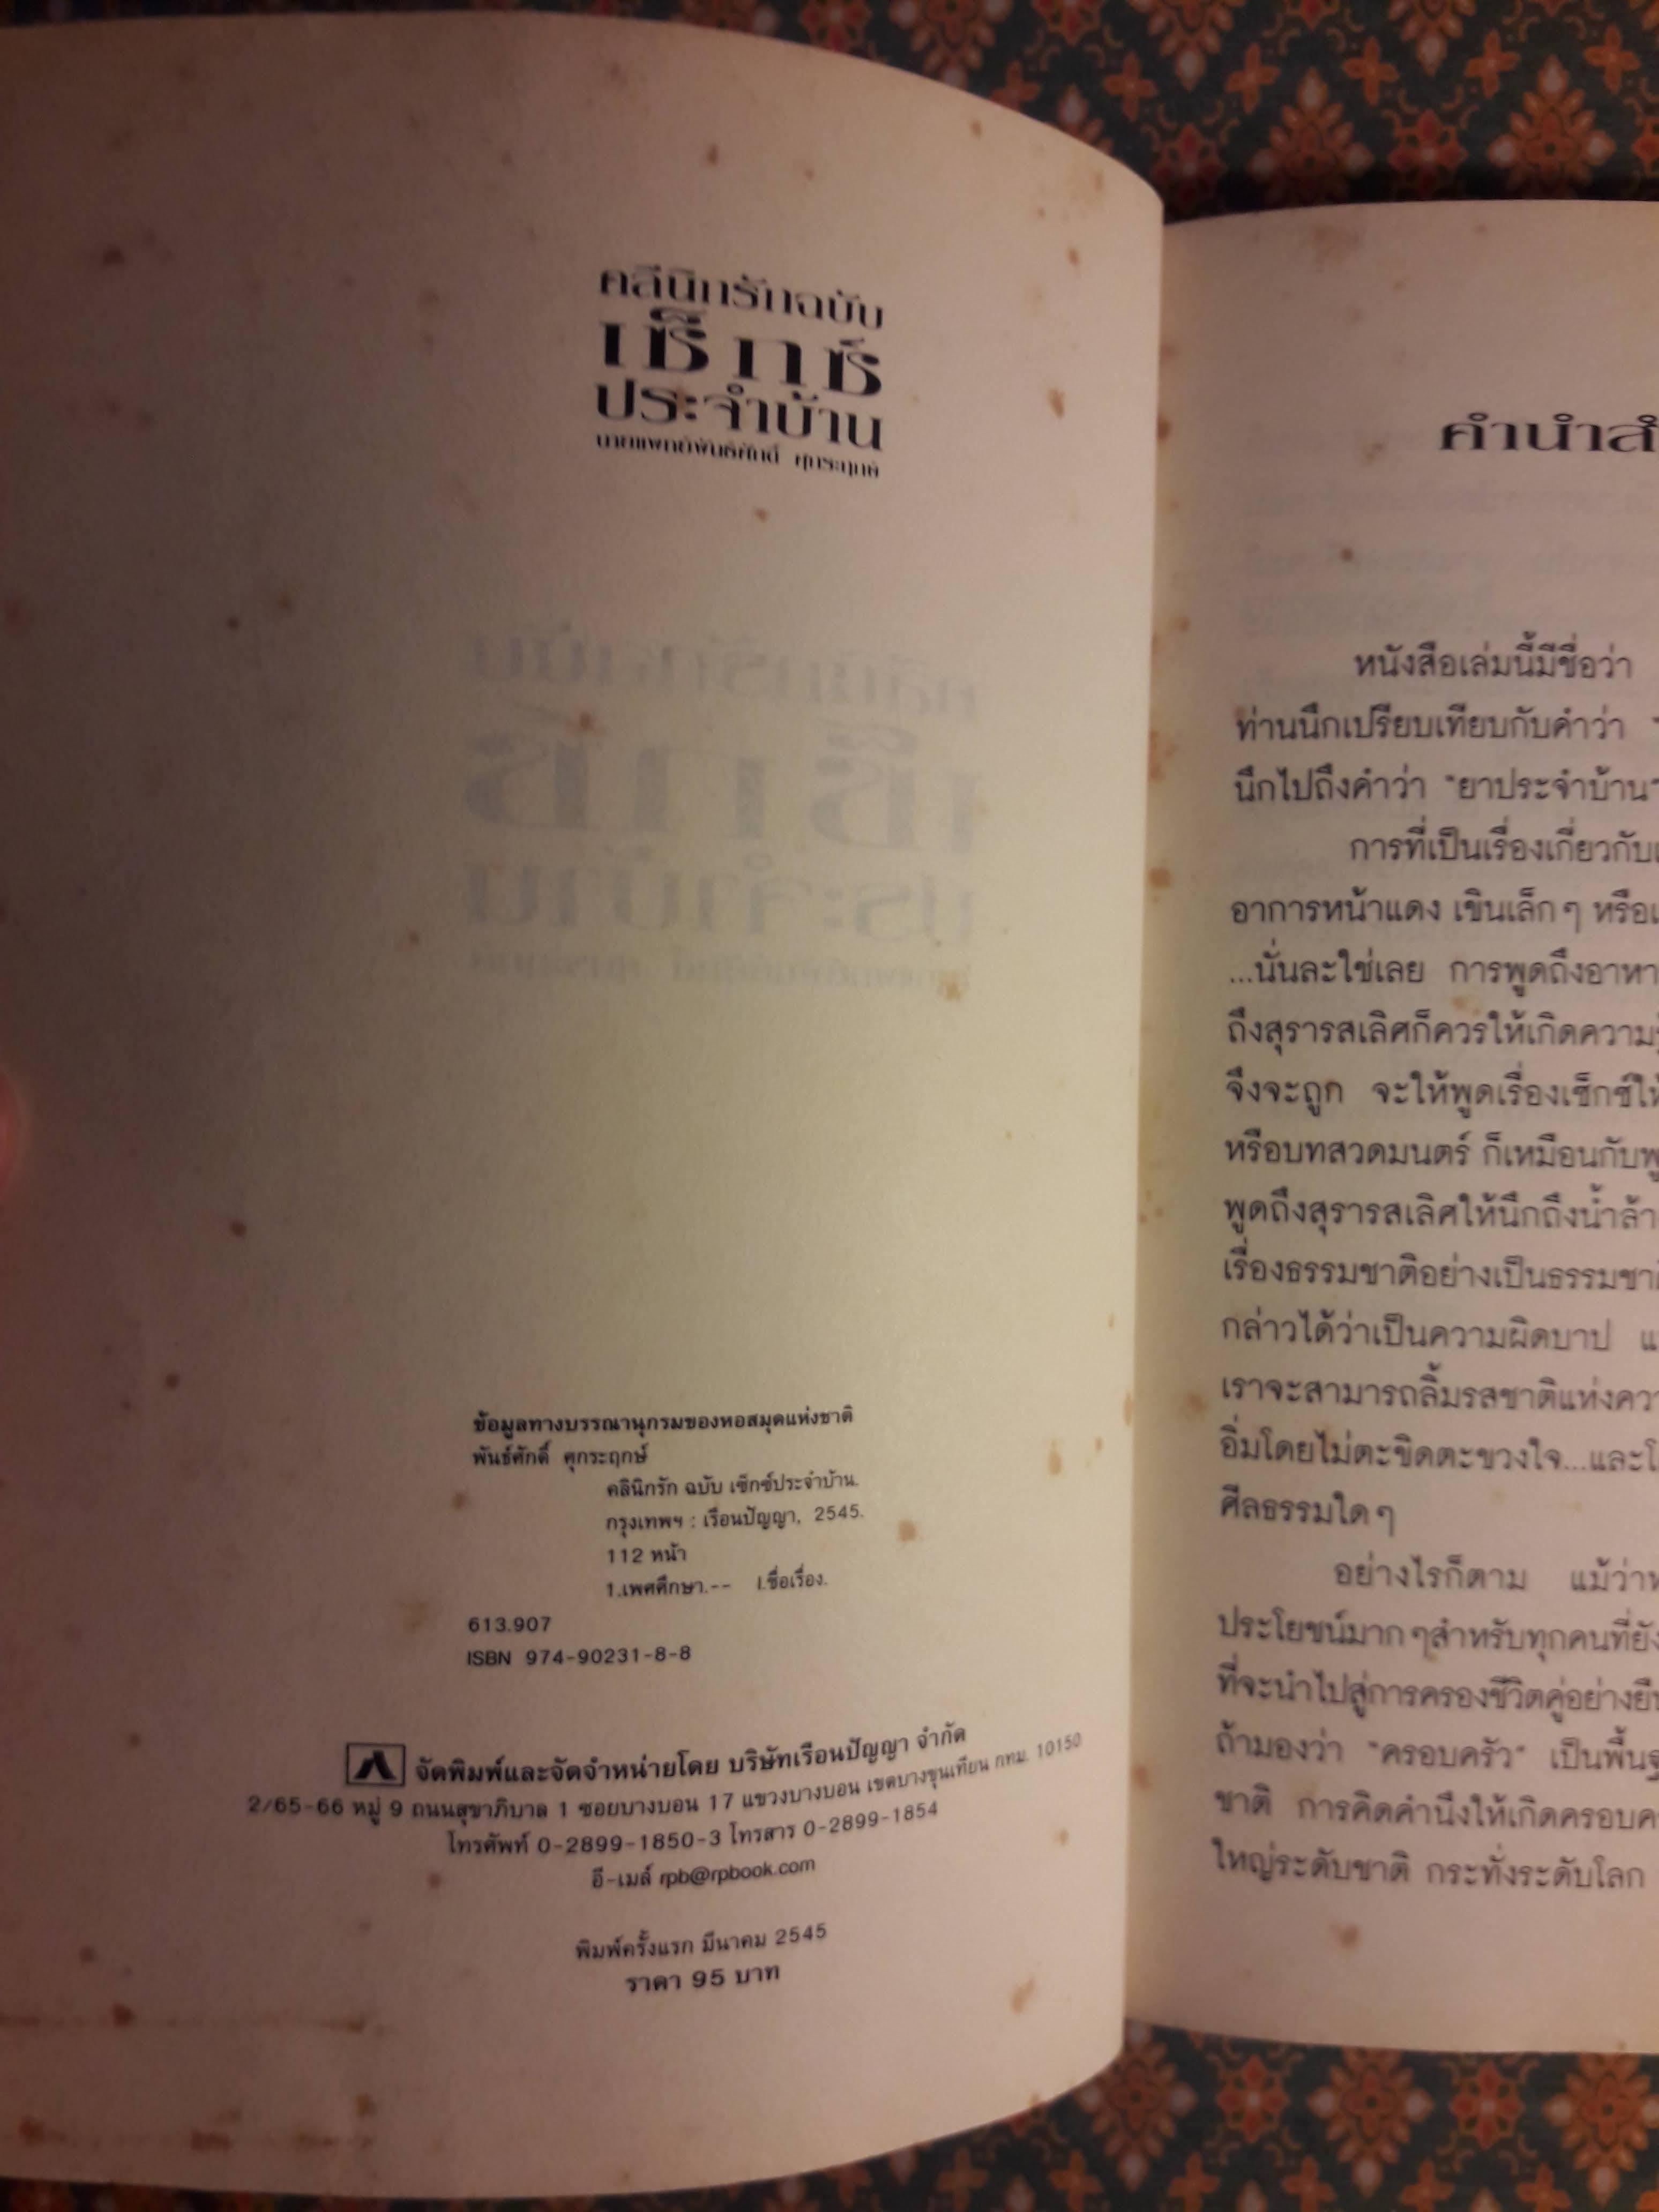 คลีนิกรักฉบับ
เซ็กซ์
ประจำบ้าน
นายแพทย์พันธ์ศักดิ์ ศุกระฤกษ์
ข้อมูลทางบรรณานุกรมของหอสมุดแห่งชาติ
พันธ์ศักดิ์ ศุกระฤกษ์
คลินิกรัก ฉบับ เซ็กซ์ประจำบ้าน.
กรุงเทพฯ : เรือนปัญญา, 2545.
112 หน้า
1.เพศศึกษา.-- I.ชื่อเรื่อง.
613.907
ISBN 974-90231-8-8
จัดพิมพ์และจัดจำหน่ายโดย บริษัทเรือนปัญญา จำกัด
2/65-66 หมู่ 9 ถนนสุขาภิบาล 1 ซอยบางบอน 17 แขวงบางบอน เขตบางขุนเทียน กทม. 10150
โทรศัพท์ 0-2899-1850-3 โทรสาร 0-2899-1854
อี-เมล์ rpb@rpbook.com
พิมพ์ครั้งแรก มีนาคม 2545
ราคา 95 บาท
คำนำสำ
หนังสือเล่มนี้มีชื่อว่า
ท่านนึกเปรียบเทียบกับคำว่า "
นึกไปถึงคำว่า "ยาประจำบ้าน"
การที่เป็นเรื่องเกี่ยวกับเ
อาการหน้าแดง เขินเล็กๆ หรือเ
...นั่นละใช่เลย การพูดถึงอาหา
ถึงสุรารสเลิศก็ควรให้เกิดความรู้
จึงจะถูก จะให้พูดเรื่องเซ็กซ์ให้
หรือบทสวดมนตร์ ก็เหมือนกับพู
พูดถึงสุรารสเลิศให้นึกถึงน้ำล้า
เรื่องธรรมชาติอย่างเป็นธรรมชา
กล่าวได้ว่าเป็นความผิดบาป แ
เราจะสามารถลิ้มรสชาติแห่งควา
อิ่มโดยไม่ตะขิดตะขวงใจ...และโ
ศีลธรรมใดๆ
อย่างไรก็ตาม แม้ว่าห
ประโยชน์มากๆสำหรับทุกคนที่ยัง
ที่จะนำไปสู่การครองชีวิตคู่อย่างยืน
ถ้ามองว่า "ครอบครัว" เป็นพื้นฐ
ชาติ การคิดคำนึงให้เกิดครอบค
ใหญ่ระดับชาติ กระทั่งระดับโลก